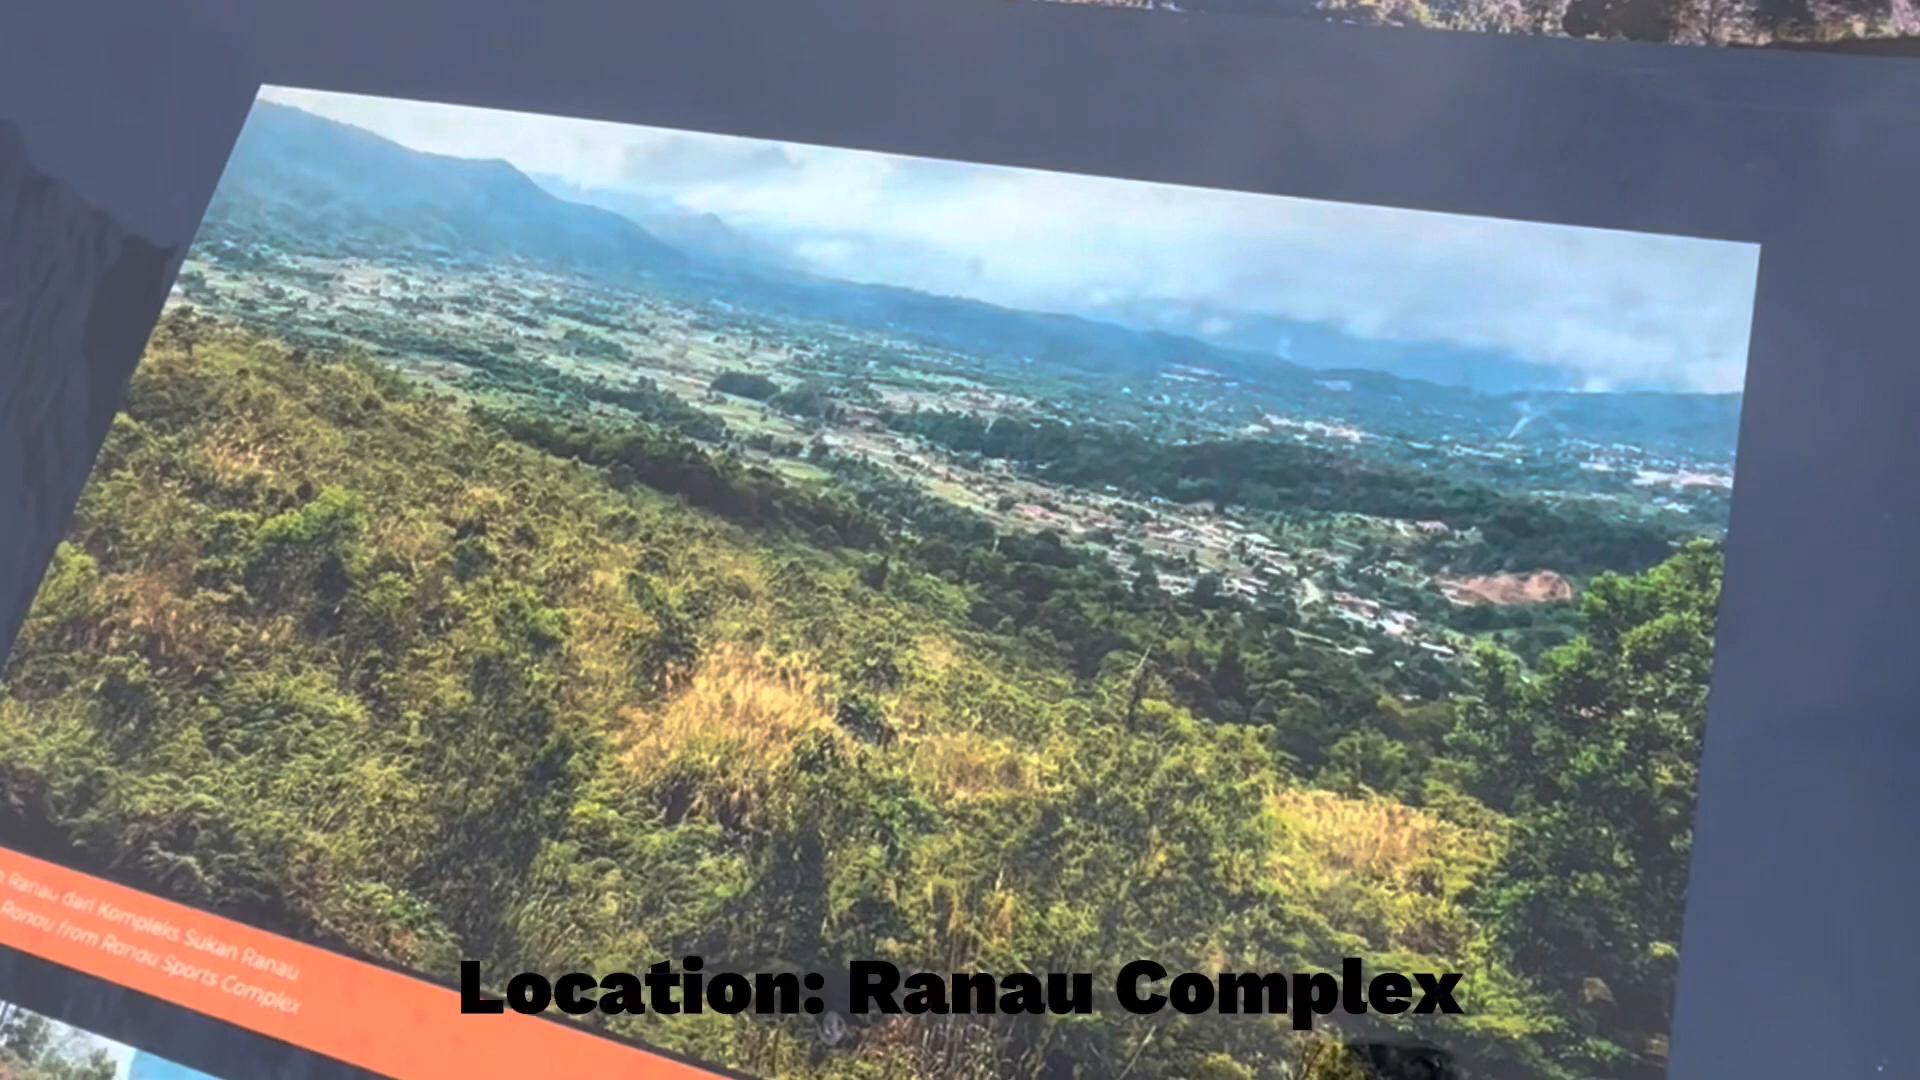 Ranau dari Kompleks Sukan Ranau
Ranau from Ranau Sports Complex
Location: Ranau Complex